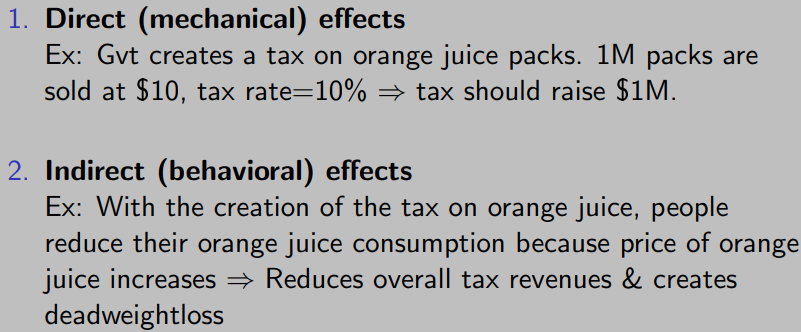 1. Direct (mechanical) effects
Ex: Gvt creates a tax on orange juice packs. 1M packs are
sold at $10, tax rate=10% ⇒ tax should raise $1M.
2. Indirect (behavioral) effects
Ex: With the creation of the tax on orange juice, people
reduce their orange juice consumption because price of orange
juice increases ⇒ Reduces overall tax revenues & creates
deadweightloss